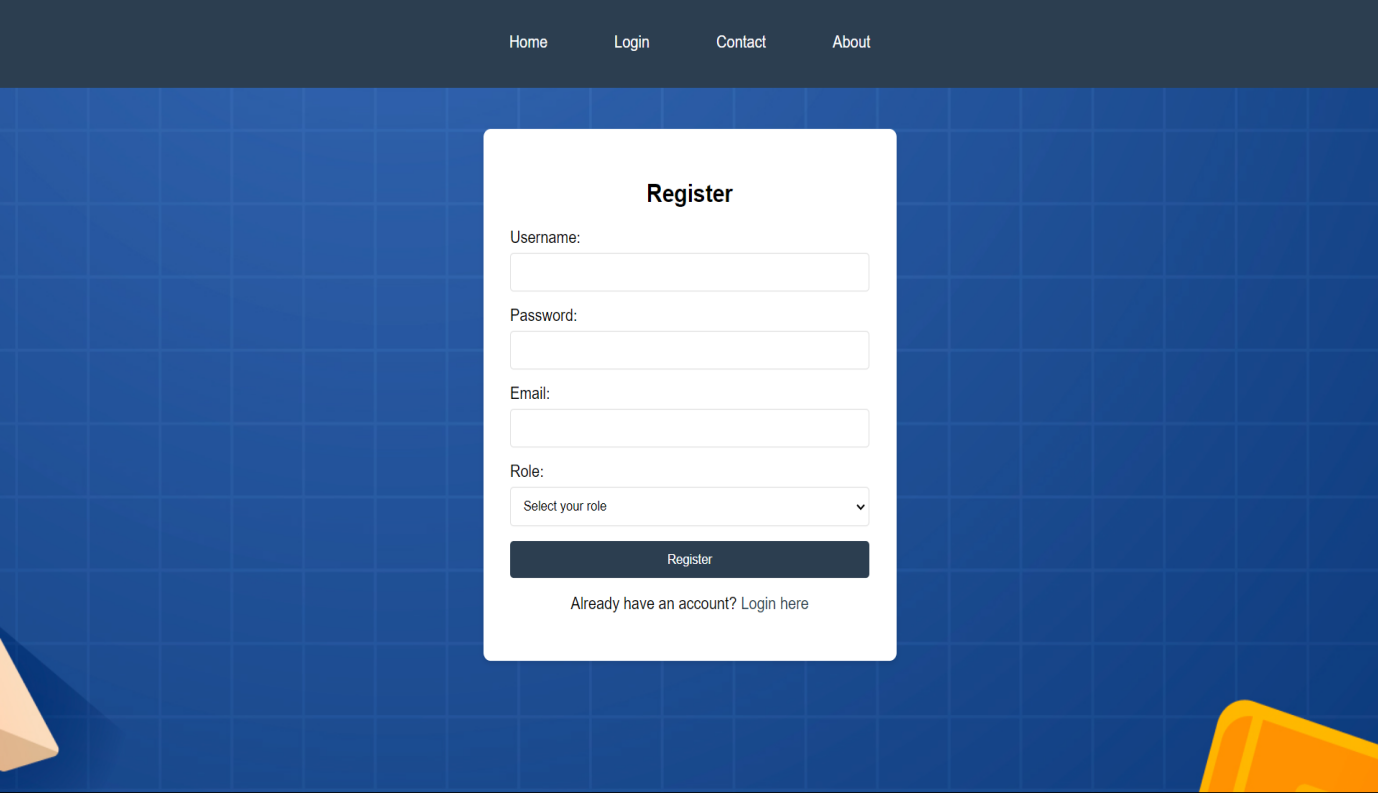 Home Login Contact About
Register
Username:
Password:
Email:
Role:
Select your role
Register
Already have an account? Login here